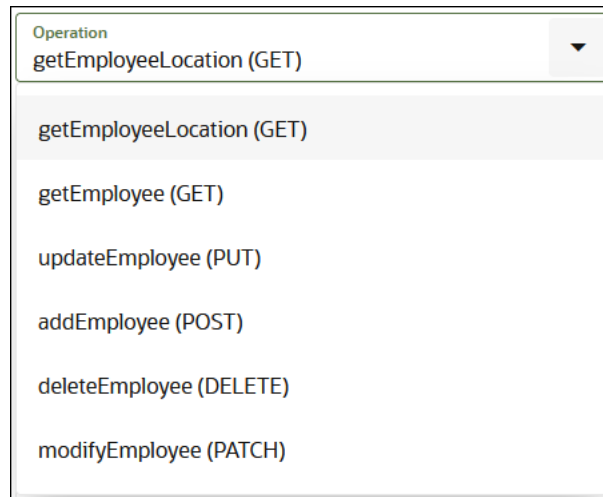 Operation
getEmployeeLocation (GET)
getEmployeeLocation (GET)
getEmployee (GET)
updateEmployee (PUT)
addEmployee (POST)
deleteEmployee (DELETE)
modifyEmployee (PATCH)